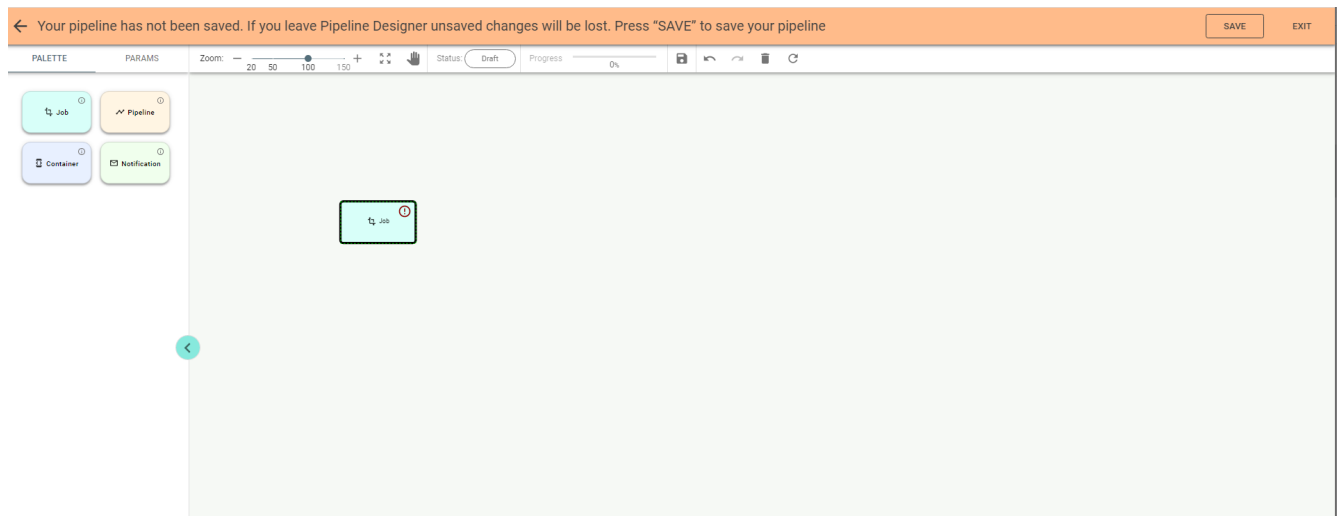 Your pipeline has not been saved. If you leave Pipeline Designer unsaved changes will be lost. Press “SAVE” to save your pipeline
SAVE
EXIT
PALETTE
PARAMS
Zoom:
20 50 100 150
Status: Draft
Progress
0%
Job
Pipeline
Container
Notification
Job